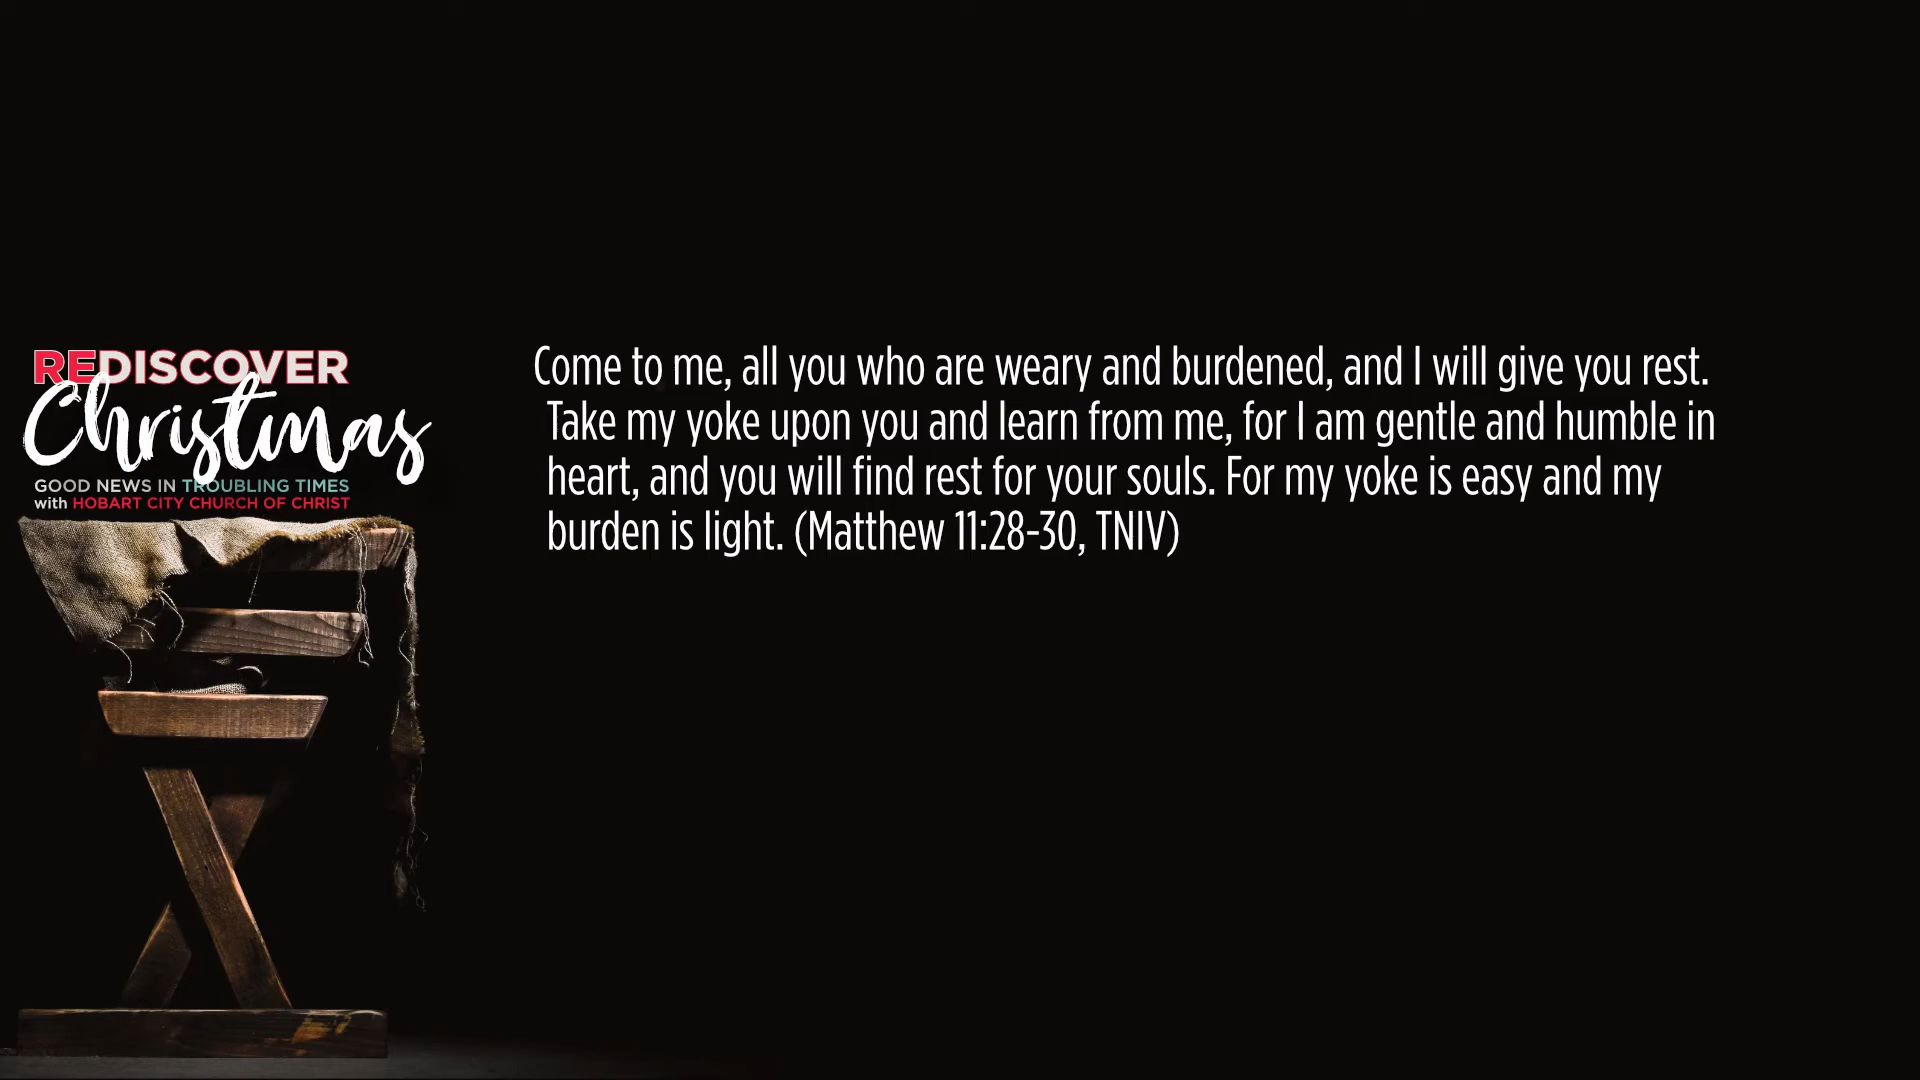 REDISCOVER
Christmas
GOOD NEWS IN TROUBLING TIMES
with HOBART CITY CHURCH OF CHRIST
Come to me, all you who are weary and burdened, and I will give you rest.
Take my yoke upon you and learn from me, for I am gentle and humble in
heart, and you will find rest for your souls. For my yoke is easy and my
burden is light. (Matthew 11:28-30, TNIV)